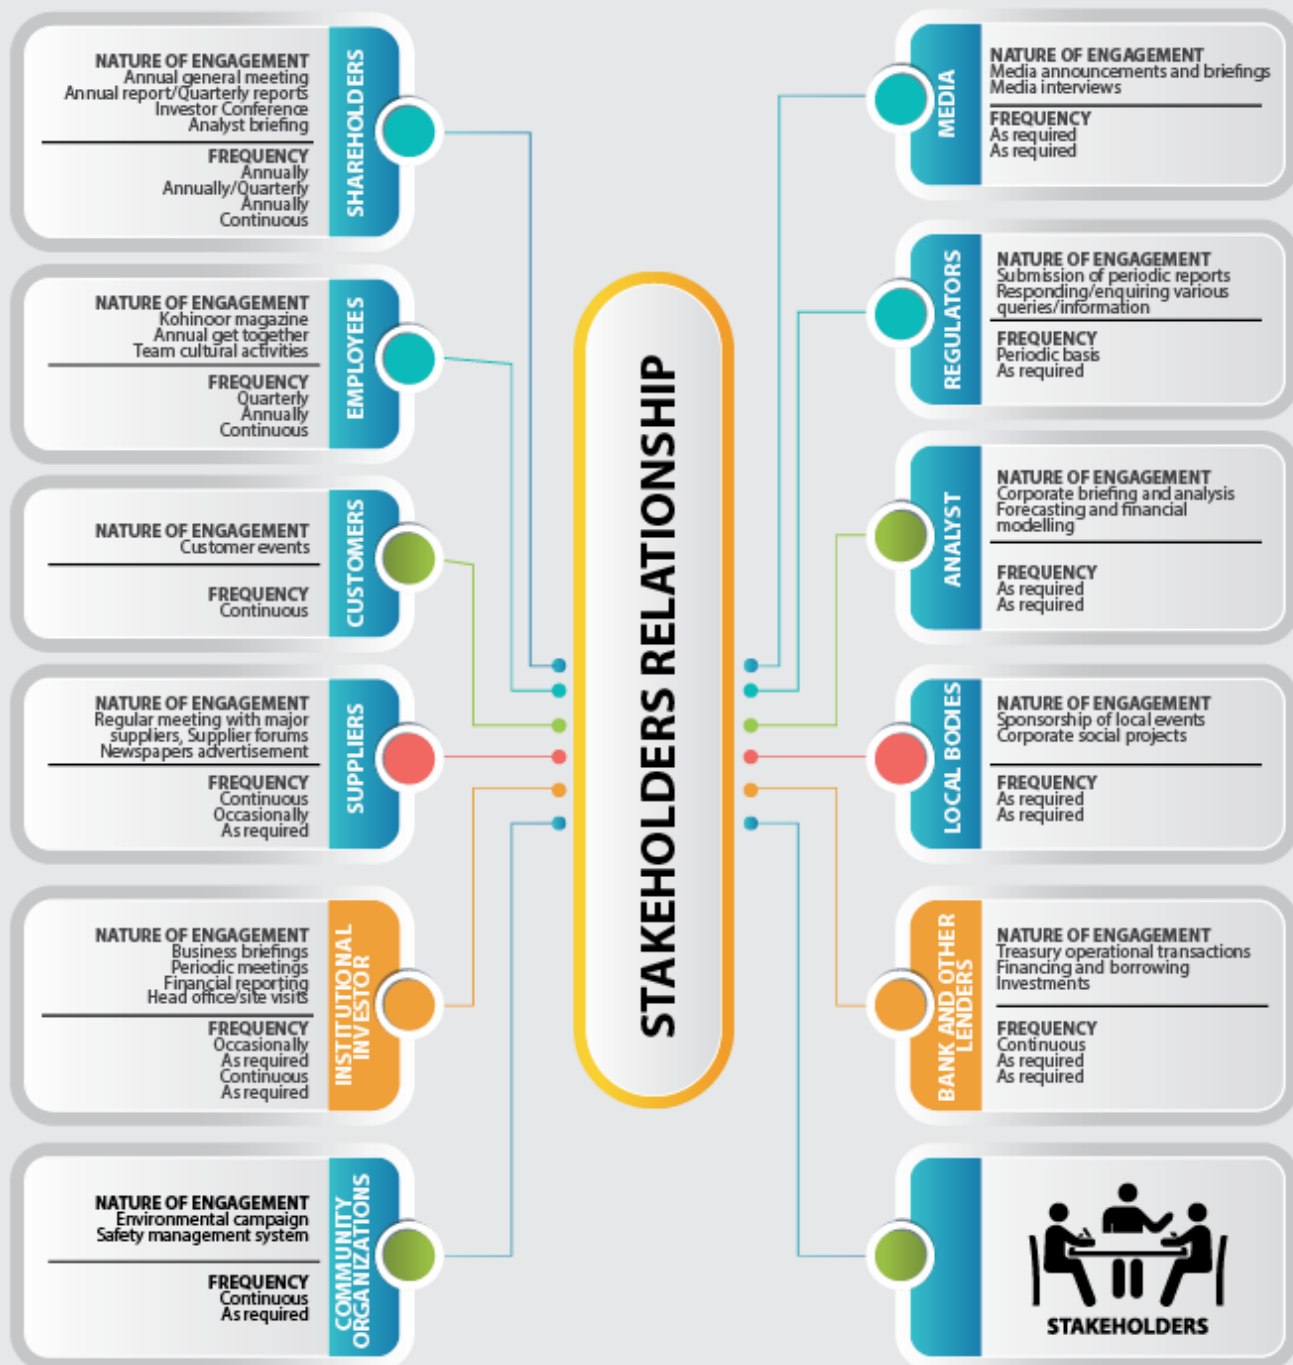 SHAREHOLDERS
NATURE OF ENGAGEMENT
Annual general meeting
Annual report/Quarterly reports
Investor Conference
Analyst briefing
FREQUENCY
Annually
Annually/Quarterly
Annually
Continuous
EMPLOYEES
NATURE OF ENGAGEMENT
Kohinoor magazine
Annual get together
Team cultural activities
FREQUENCY
Quarterly
Annually
Continuous
CUSTOMERS
NATURE OF ENGAGEMENT
Customer events
FREQUENCY
Continuous
SUPPLIERS
NATURE OF ENGAGEMENT
Regular meeting with major
suppliers, Supplier forums
Newspapers advertisement
FREQUENCY
Continuous
Occasionally
As required
INSTITUTIONAL
INVESTOR
NATURE OF ENGAGEMENT
Business briefings
Periodic meetings
Financial reporting
Head office/site visits
FREQUENCY
Occasionally
As required
Continuous
As required
COMMUNITY
ORGANIZATIONS
NATURE OF ENGAGEMENT
Environmental campaign
Safety management system
FREQUENCY
Continuous
As required
STAKEHOLDERS RELATIONSHIP
MEDIA
NATURE OF ENGAGEMENT
Media announcements and briefings
Media interviews
FREQUENCY
As required
As required
REGULATORS
NATURE OF ENGAGEMENT
Submission of periodic reports
Responding/enquiring various
queries/information
FREQUENCY
Periodic basis
As required
ANALYST
NATURE OF ENGAGEMENT
Corporate briefing and analysis
Forecasting and financial
modelling
FREQUENCY
As required
As required
LOCAL BODIES
NATURE OF ENGAGEMENT
Sponsorship of local events
Corporate social projects
FREQUENCY
As required
As required
BANK AND OTHER
LENDERS
NATURE OF ENGAGEMENT
Treasury operational transactions
Financing and borrowing
Investments
FREQUENCY
Continuous
As required
As required
STAKEHOLDERS